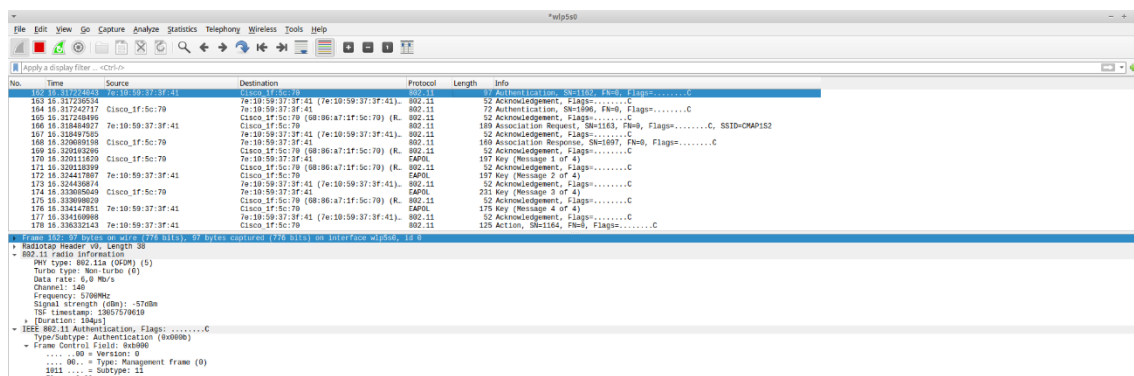 *wlp5s0
File Edit View Go Capture Analyze Statistics Telephony Wireless Tools Help
Apply a display filter ... <Ctrl-/>
No. Time Source Destination Protocol Length Info
162 16.317224043 7e:10:59:37:3f:41 Cisco_1f:5c:70 802.11 97 Authentication, SN=1162, FN=0, Flags=........C
163 16.317236534 7e:10:59:37:3f:41 (7e:10:59:37:3f:41)… 802.11 52 Acknowledgement, Flags=........C
164 16.317242717 Cisco_1f:5c:70 7e:10:59:37:3f:41 802.11 72 Authentication, SN=1096, FN=0, Flags=........C
165 16.317248496 Cisco_1f:5c:70 (68:86:a7:1f:5c:70) (R… 802.11 52 Acknowledgement, Flags=........C
166 16.318484927 7e:10:59:37:3f:41 Cisco_1f:5c:70 802.11 189 Association Request, SN=1163, FN=0, Flags=........C, SSID=CMAP1S2
167 16.318497585 7e:10:59:37:3f:41 (7e:10:59:37:3f:41)… 802.11 52 Acknowledgement, Flags=........C
168 16.320089198 Cisco_1f:5c:70 7e:10:59:37:3f:41 802.11 160 Association Response, SN=1097, FN=0, Flags=........C
169 16.320103206 Cisco_1f:5c:70 (68:86:a7:1f:5c:70) (R… 802.11 52 Acknowledgement, Flags=........C
170 16.320111620 Cisco_1f:5c:70 7e:10:59:37:3f:41 EAPOL 197 Key (Message 1 of 4)
171 16.320118309 Cisco_1f:5c:70 (68:86:a7:1f:5c:70) (R… 802.11 52 Acknowledgement, Flags=........C
172 16.324417807 7e:10:59:37:3f:41 Cisco_1f:5c:70 EAPOL 197 Key (Message 2 of 4)
173 16.324436874 7e:10:59:37:3f:41 (7e:10:59:37:3f:41)… 802.11 52 Acknowledgement, Flags=........C
174 16.333085049 Cisco_1f:5c:70 7e:10:59:37:3f:41 EAPOL 231 Key (Message 3 of 4)
175 16.333098029 Cisco_1f:5c:70 (68:86:a7:1f:5c:70) (R… 802.11 52 Acknowledgement, Flags=........C
176 16.334147851 7e:10:59:37:3f:41 Cisco_1f:5c:70 EAPOL 175 Key (Message 4 of 4)
177 16.334160908 7e:10:59:37:3f:41 (7e:10:59:37:3f:41)… 802.11 52 Acknowledgement, Flags=........C
178 16.336332143 7e:10:59:37:3f:41 Cisco_1f:5c:70 802.11 125 Action, SN=1164, FN=0, Flags=........C
Frame 162: 97 bytes on wire (776 bits), 97 bytes captured (776 bits) on interface wlp5s0, id 0
Radiotap Header v0, Length 38
802.11 radio information
PHY type: 802.11a (OFDM) (5)
Turbo type: Non-turbo (0)
Data rate: 6,0 Mb/s
Channel: 140
Frequency: 5700MHz
Signal strength (dBm): -57dBm
TSF timestamp: 13057570619
[Duration: 104µs]
IEEE 802.11 Authentication, Flags: ........C
Type/Subtype: Authentication (0x000b)
Frame Control Field: 0xb000
.... ..00 = Version: 0
.... 00.. = Type: Management frame (0)
1011 .... = Subtype: 11